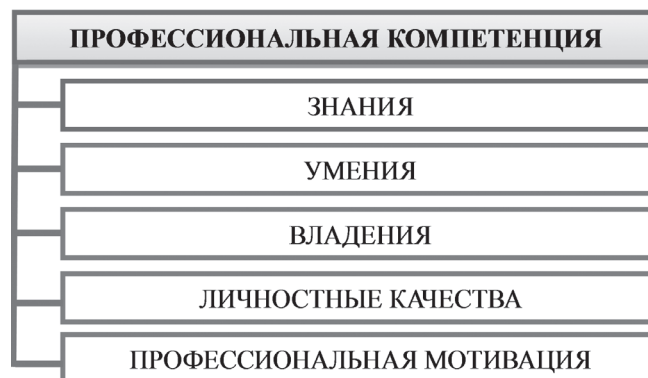 ПРОФЕССИОНАЛЬНАЯ КОМПЕТЕНЦИЯ
ЗНАНИЯ
УМЕНИЯ
ВЛАДЕНИЯ
ЛИЧНОСТНЫЕ КАЧЕСТВА
ПРОФЕССИОНАЛЬНАЯ МОТИВАЦИЯ